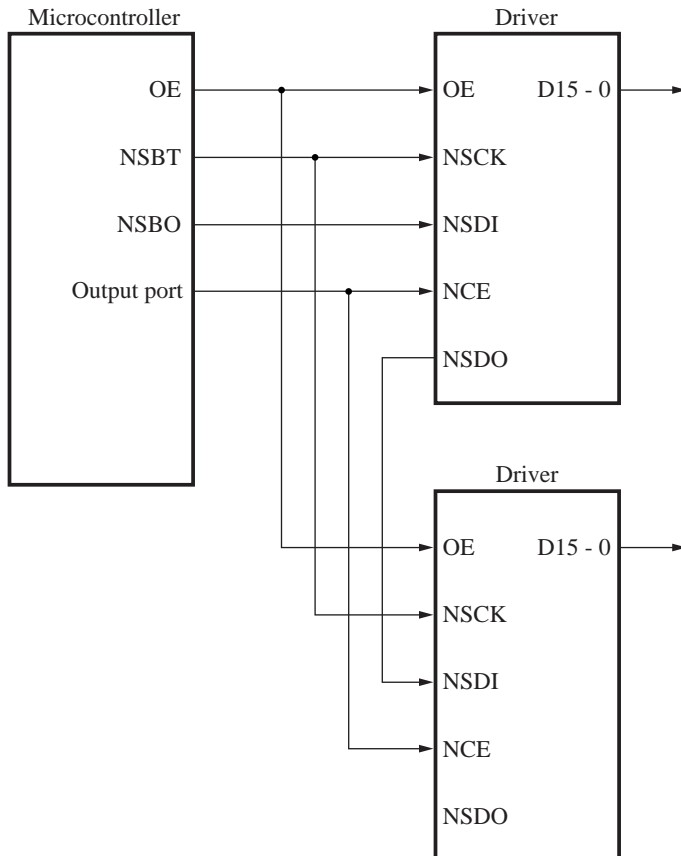 Microcontroller
OE
NSBT
NSBO
Output port
Driver
OE D15 - 0
NSCK
NSDI
NCE
NSDO
Driver
OE D15 - 0
NSCK
NSDI
NCE
NSDO